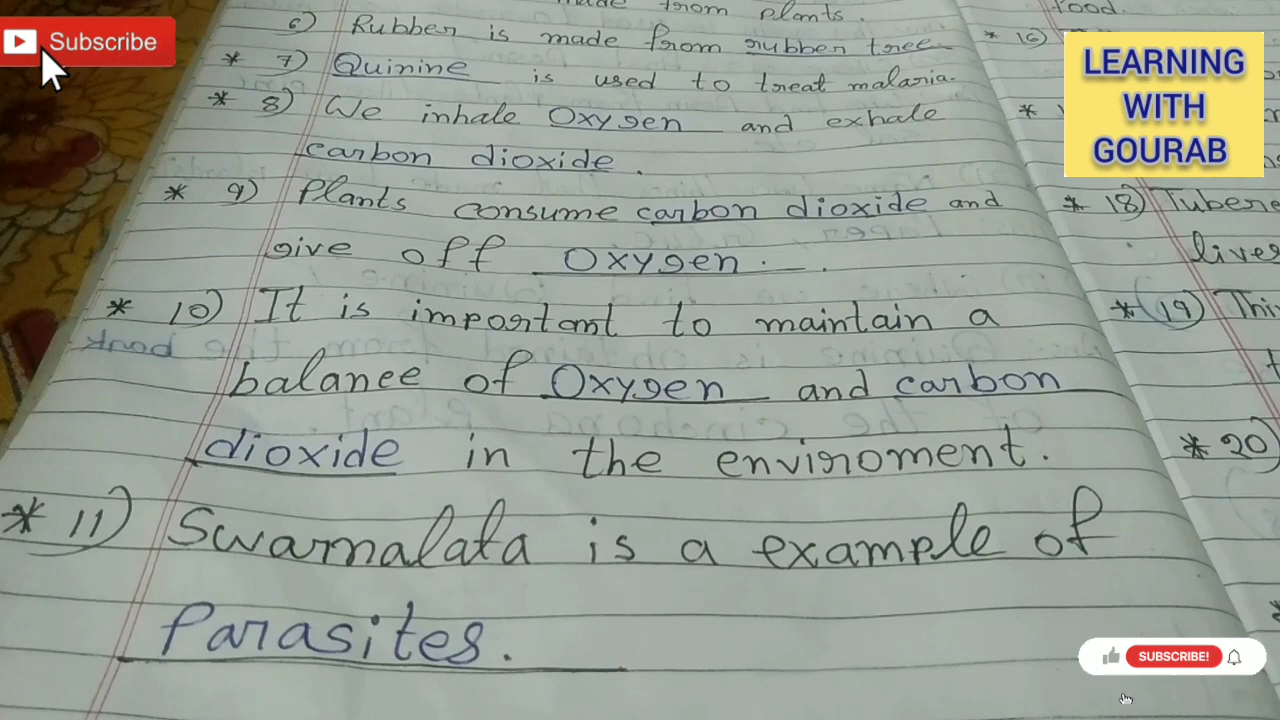 made from plants.
6) Rubber is made from rubber tree
* 7) Quinine is used to treat malaria.
* 8) We inhale Oxygen and exhale
carbon dioxide.
* 9) Plants consume carbon dioxide and
give off Oxygen.
* 10) It is important to maintain a
balance of Oxygen and carbon
dioxide in the enviroment.
* 11) Swarnalata is a example of
Parasites.
food.
* 16)
* 18) Tubere
lives
* (19) Thi
* 20)
Subscribe
LEARNING
WITH
GOURAB
SUBSCRIBE!